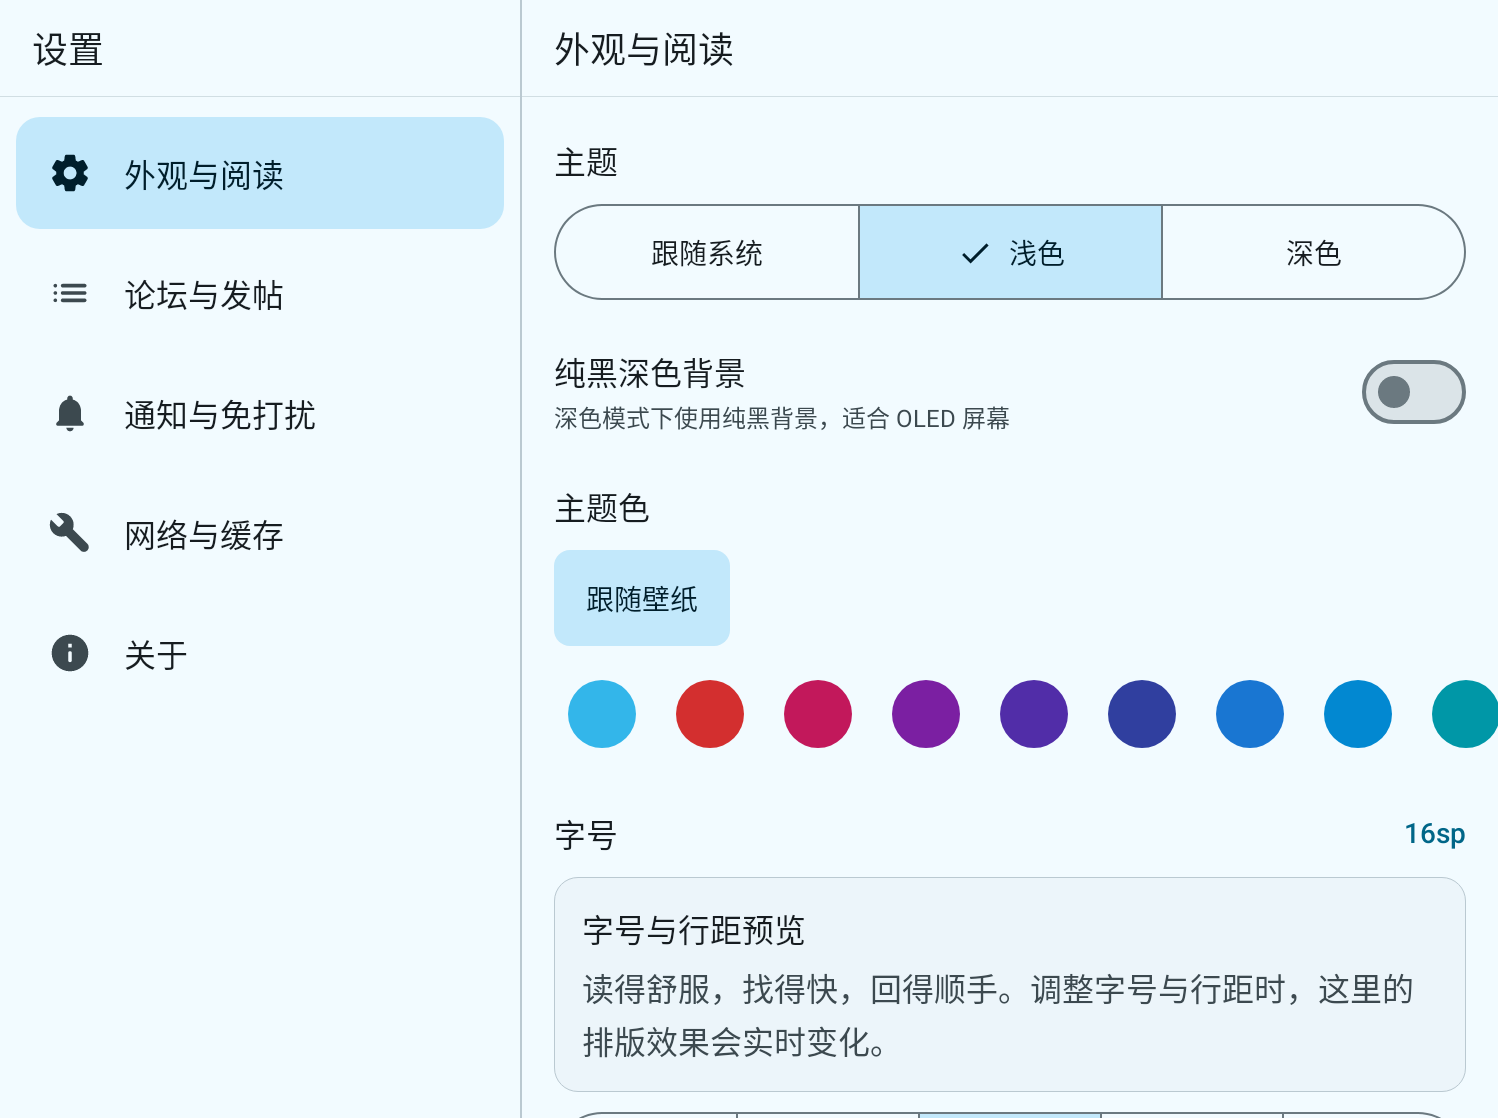 设置
外观与阅读
论坛与发帖
通知与免打扰
网络与缓存
关于
外观与阅读
主题
跟随系统
浅色
深色
纯黑深色背景
深色模式下使用纯黑背景，适合 OLED 屏幕
主题色
跟随壁纸
字号
16sp
字号与行距预览
读得舒服，找得快，回得顺手。调整字号与行距时，这里的
排版效果会实时变化。